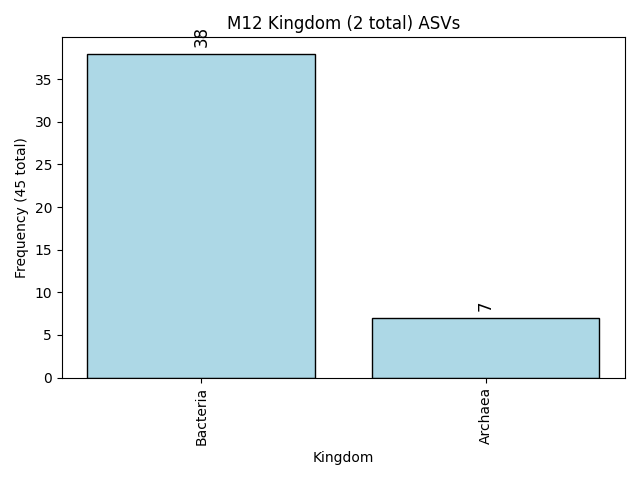 M12 Kingdom (2 total) ASVs
38
35
30
25
20
15
10
5
0
7
Frequency (45 total)
Bacteria
Archaea
Kingdom